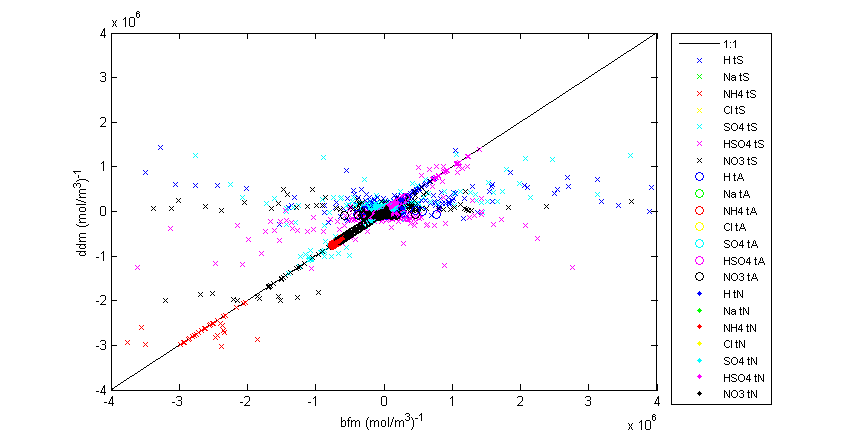 x 10^6
4
3
2
1
0
-1
-2
-3
-4
ddm (mol/m^3)^-1
-4 -3 -2 -1 0 1 2 3 4
bfm (mol/m^3)^-1
x 10^6
1:1
H tS
Na tS
NH4 tS
Cl tS
SO4 tS
HSO4 tS
NO3 tS
H tA
Na tA
NH4 tA
Cl tA
SO4 tA
HSO4 tA
NO3 tA
H tN
Na tN
NH4 tN
Cl tN
SO4 tN
HSO4 tN
NO3 tN